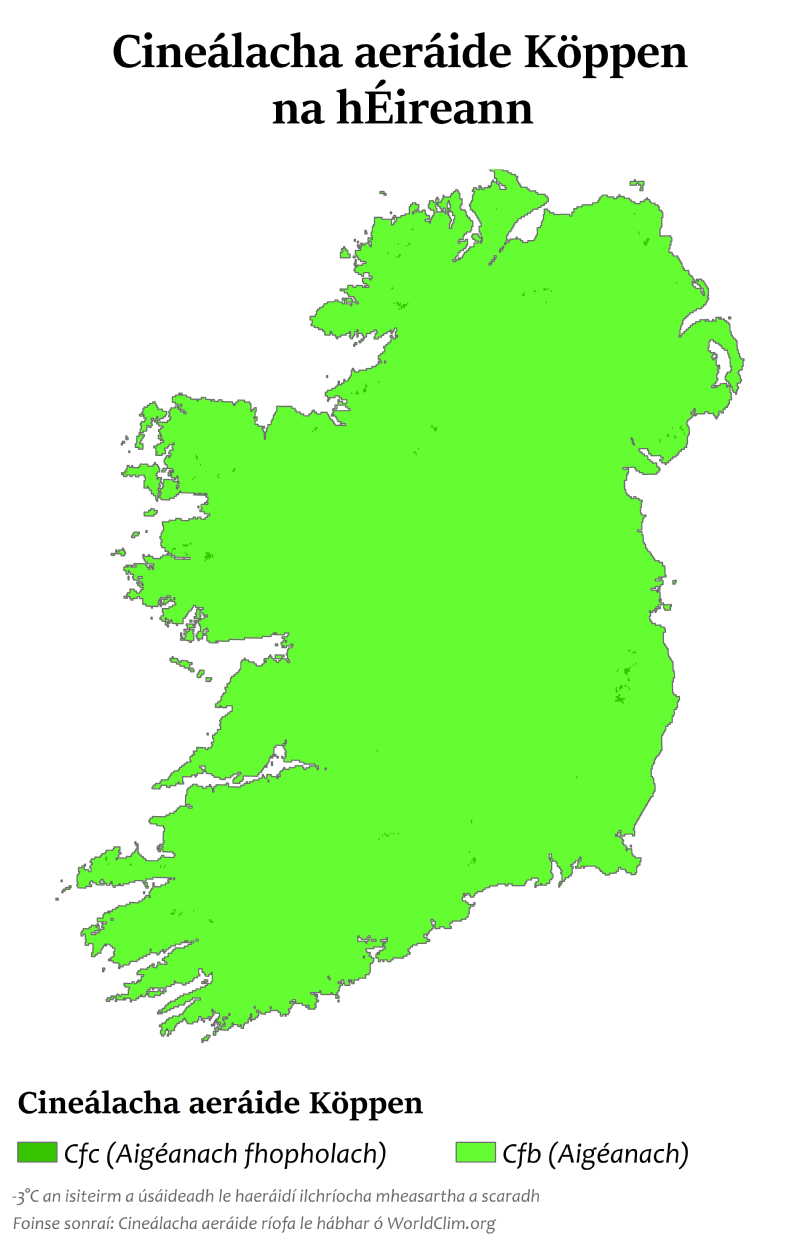 Cineálacha aeráide Köppen
na hÉireann
Cineálacha aeráide Köppen
Cfc (Aigéanach fhopholach)
Cfb (Aigéanach)
-3°C an isiteirm a úsáideadh le haeráidí ilchríocha mheasartha a scaradh
Foinse sonraí: Cineálacha aeráide ríofa le hábhar ó WorldClim.org